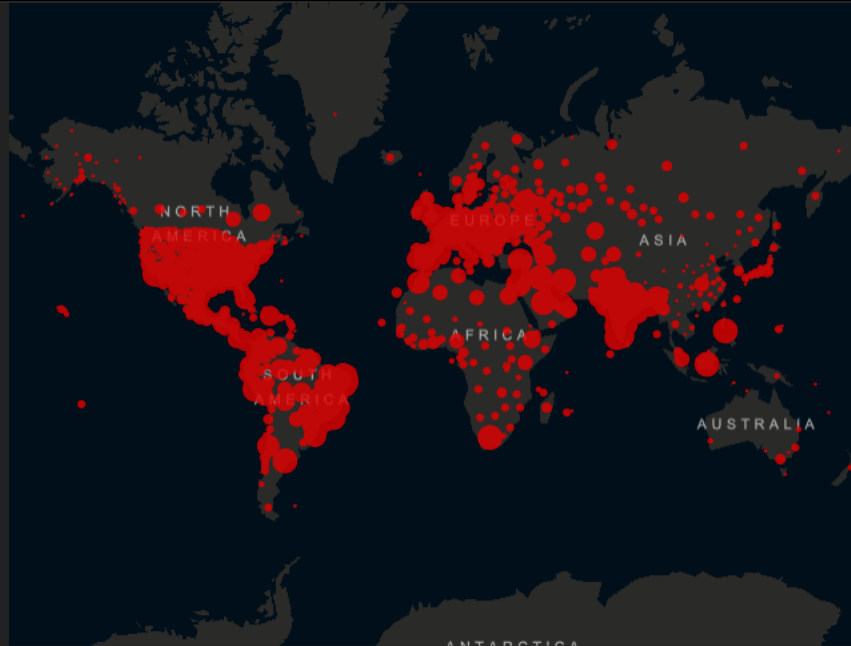 NORTH
AMERICA
EUROPE
ASIA
AFRICA
SOUTH
AMERICA
AUSTRALIA
ANTARCTICA